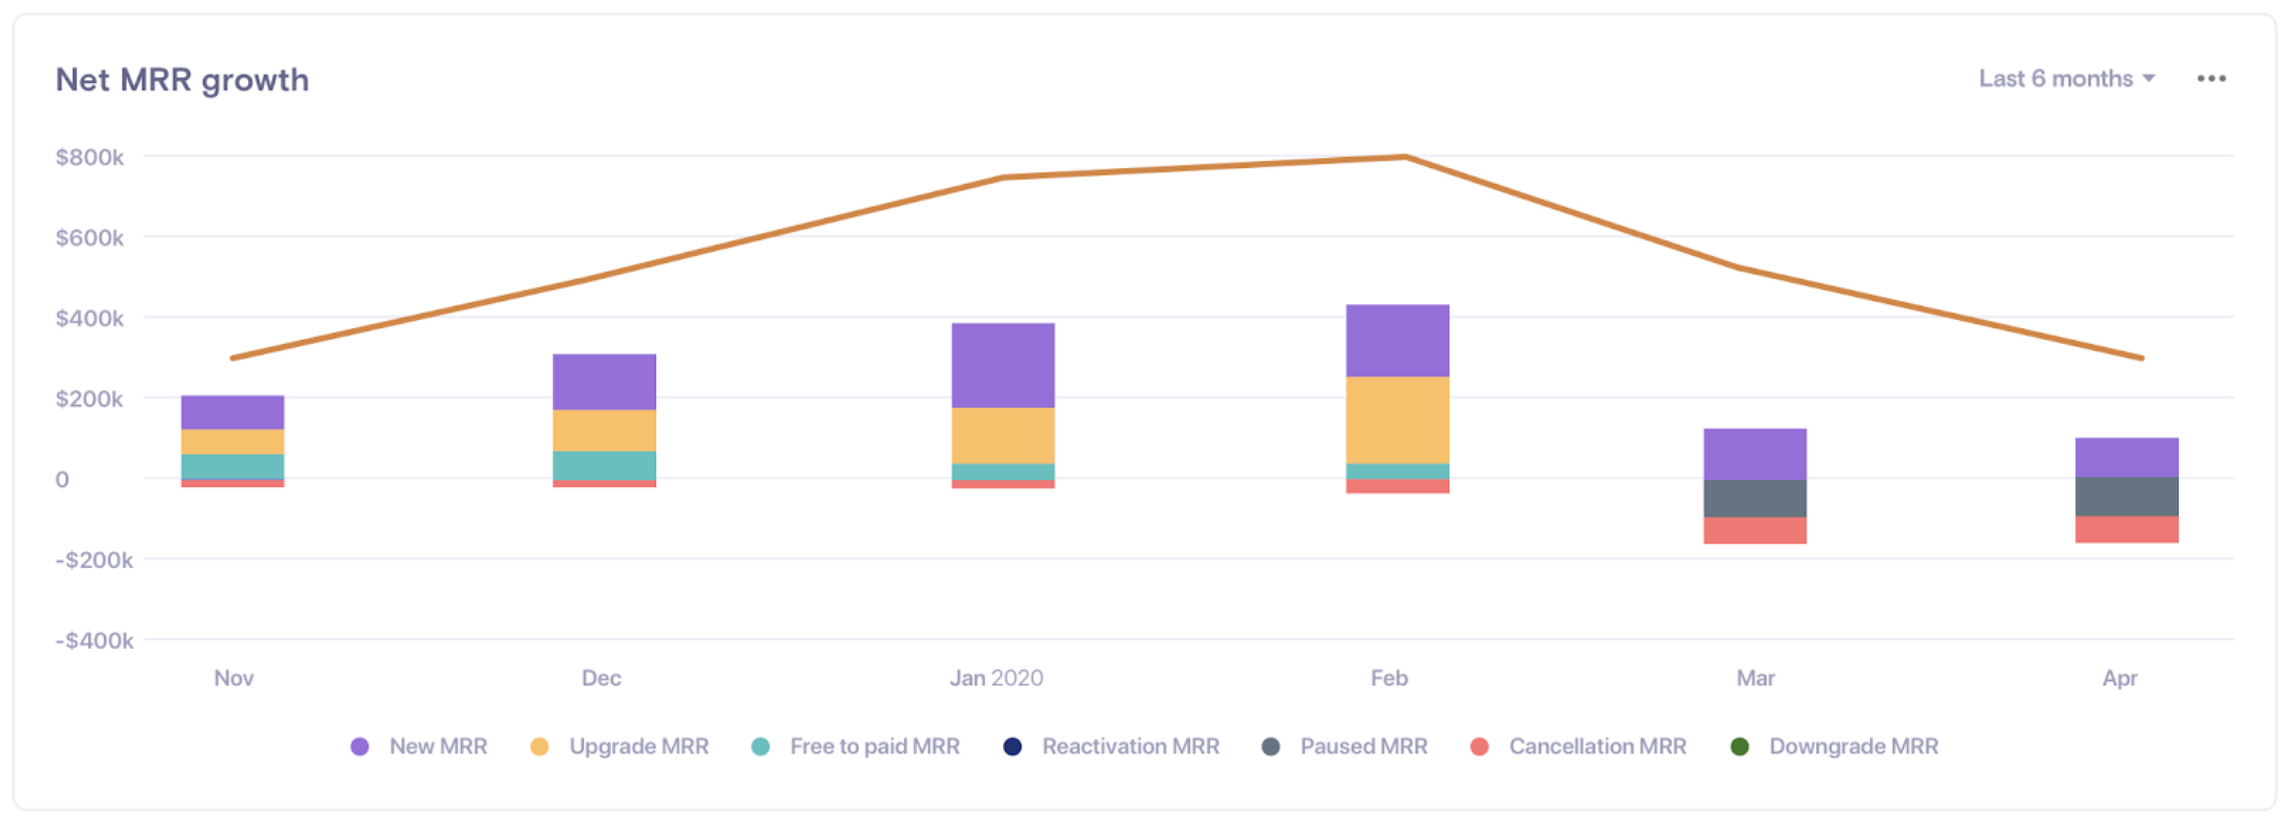 Net MRR growth
Last 6 months
$800k
$600k
$400k
$200k
0
-$200k
-$400k
Nov Dec Jan 2020 Feb Mar Apr
New MRR Upgrade MRR Free to paid MRR Reactivation MRR Paused MRR Cancellation MRR Downgrade MRR